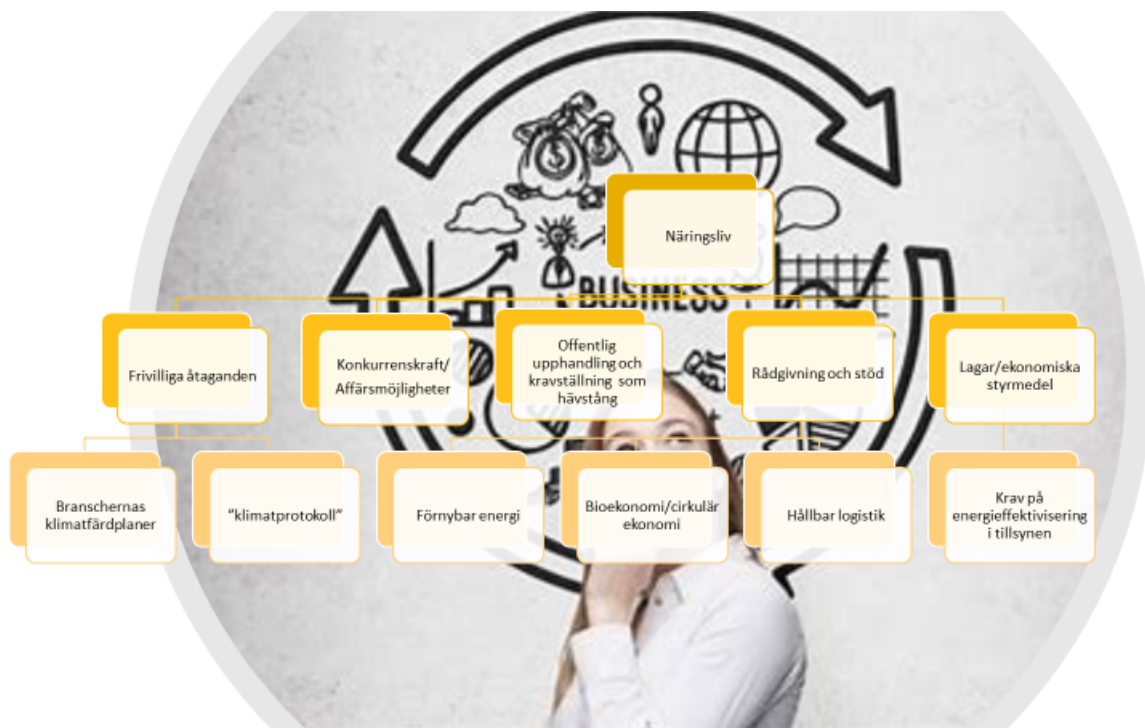 Näringsliv
BUSINESS
Frivilliga åtaganden
Konkurrenskraft/
Affärsmöjligheter
Offentlig
upphandling och
kravställning som
hävstång
Rådgivning och stöd
Lagar/ekonomiska
styrmedel
Branschernas
klimatfärdplaner
"klimatprotokoll"
Förnybar energi
Bioekonomi/cirkulär
ekonomi
Hållbar logistik
Krav på
energieffektivisering
i tillsynen